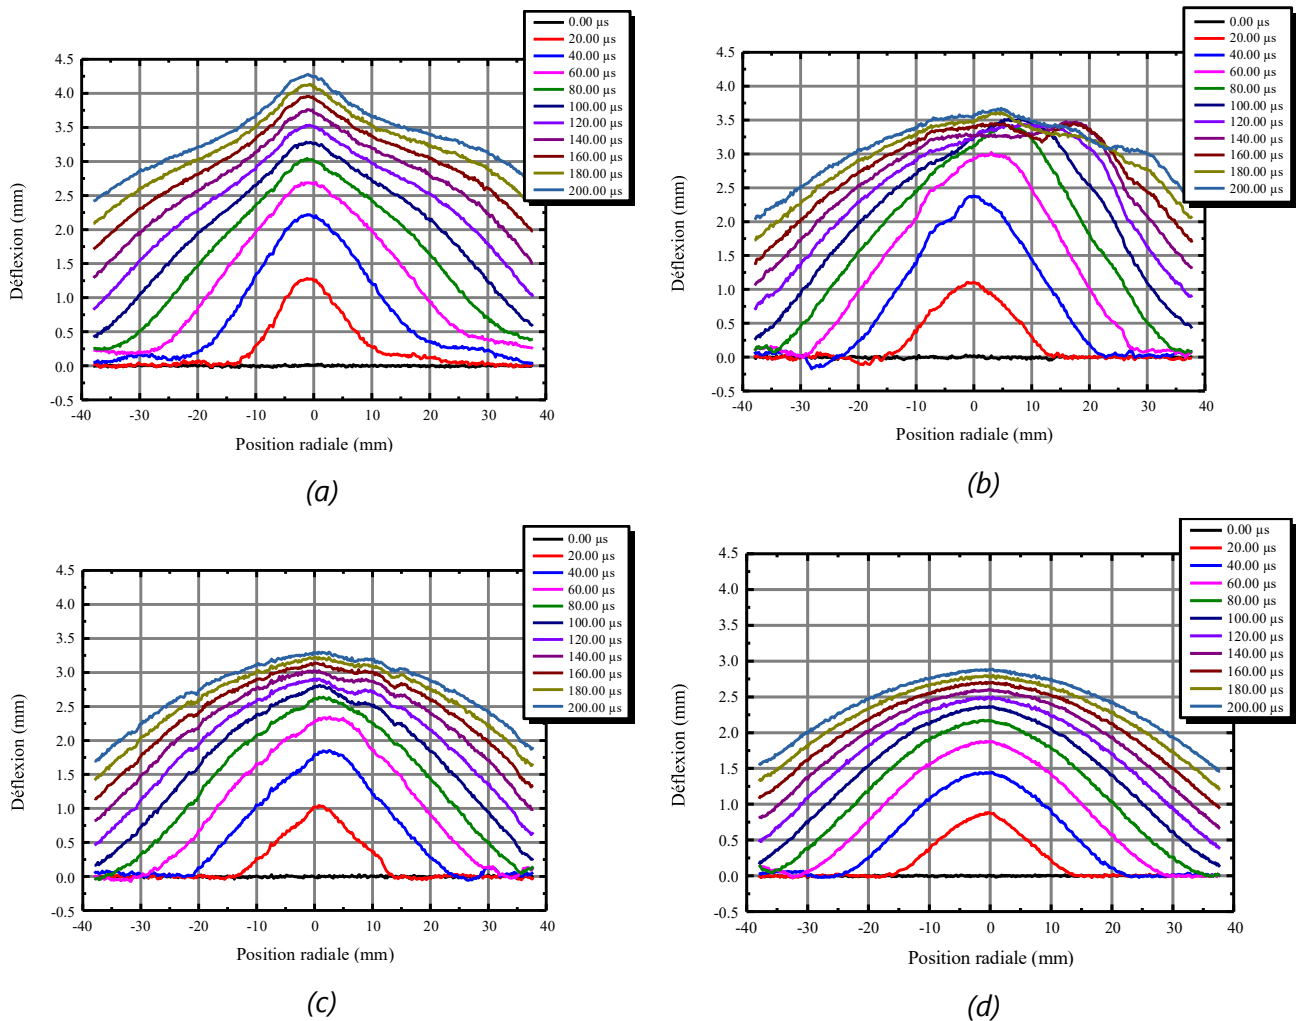 0.00 µs
20.00 µs
40.00 µs
60.00 µs
80.00 µs
100.00 µs
120.00 µs
140.00 µs
160.00 µs
180.00 µs
200.00 µs
4.5
4.0
3.5
3.0
2.5
2.0
1.5
1.0
0.5
0.0
-0.5
Déflexion (mm)
-40 -30 -20 -10 0 10 20 30 40
Position radiale (mm)
(a)
0.00 µs
20.00 µs
40.00 µs
60.00 µs
80.00 µs
100.00 µs
120.00 µs
140.00 µs
160.00 µs
180.00 µs
200.00 µs
4.5
4.0
3.5
3.0
2.5
2.0
1.5
1.0
0.5
0.0
-0.5
Déflexion (mm)
-40 -30 -20 -10 0 10 20 30 40
Position radiale (mm)
(b)
0.00 µs
20.00 µs
40.00 µs
60.00 µs
80.00 µs
100.00 µs
120.00 µs
140.00 µs
160.00 µs
180.00 µs
200.00 µs
4.5
4.0
3.5
3.0
2.5
2.0
1.5
1.0
0.5
0.0
-0.5
Déflexion (mm)
-40 -30 -20 -10 0 10 20 30 40
Position radiale (mm)
(c)
0.00 µs
20.00 µs
40.00 µs
60.00 µs
80.00 µs
100.00 µs
120.00 µs
140.00 µs
160.00 µs
180.00 µs
200.00 µs
4.5
4.0
3.5
3.0
2.5
2.0
1.5
1.0
0.5
0.0
-0.5
Déflexion (mm)
-40 -30 -20 -10 0 10 20 30 40
Position radiale (mm)
(d)